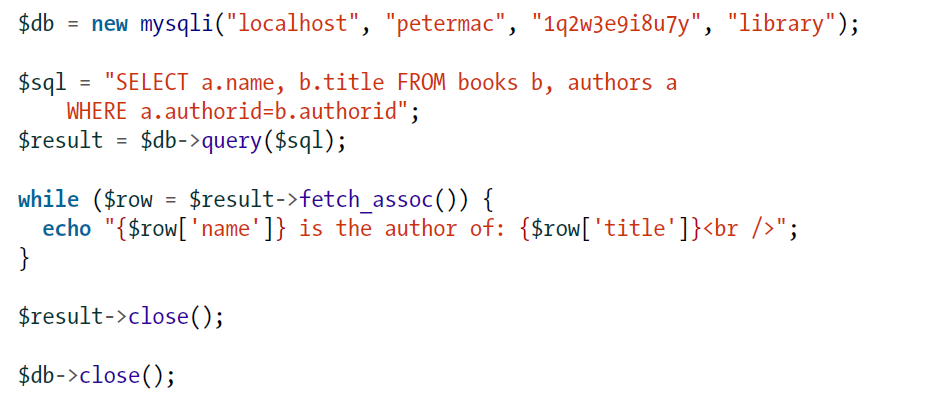 $db = new mysqli("localhost", "petermac", "1q2w3e9i8u7y", "library");
$sql = "SELECT a.name, b.title FROM books b, authors a
WHERE a.authorid=b.authorid";
$result = $db->query($sql);
while ($row = $result->fetch_assoc()) {
echo "{$row['name']} is the author of: {$row['title']}<br />";
}
$result->close();
$db->close();